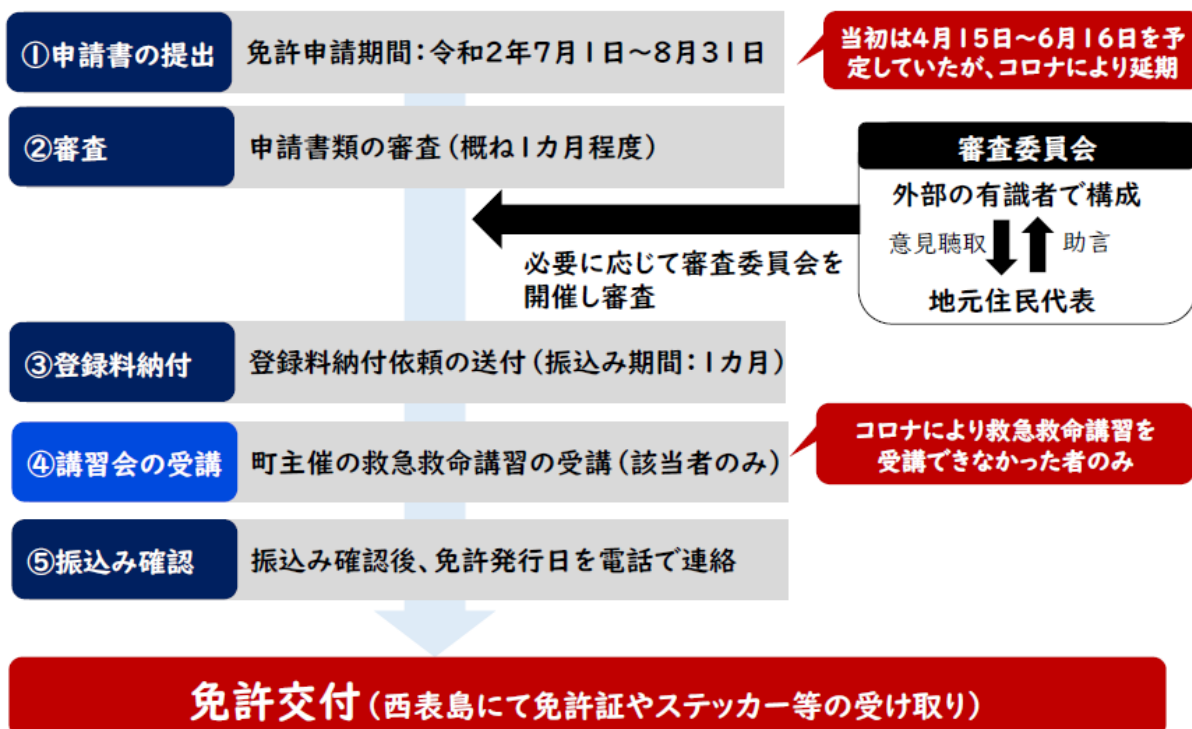 ①申請書の提出
免許申請期間:令和2年7月1日～8月31日
当初は4月15日～6月16日を予
定していたが、コロナにより延期
②審査
申請書類の審査(概ね1カ月程度)
審査委員会
外部の有識者で構成
意見聴取
助言
地元住民代表
必要に応じて審査委員会を
開催し審査
③登録料納付
登録料納付依頼の送付(振込み期間:1カ月)
④講習会の受講
町主催の救急救命講習の受講(該当者のみ)
コロナにより救急救命講習を
受講できなかった者のみ
⑤振込み確認
振込み確認後、免許発行日を電話で連絡
免許交付(西表島にて免許証やステッカー等の受け取り)